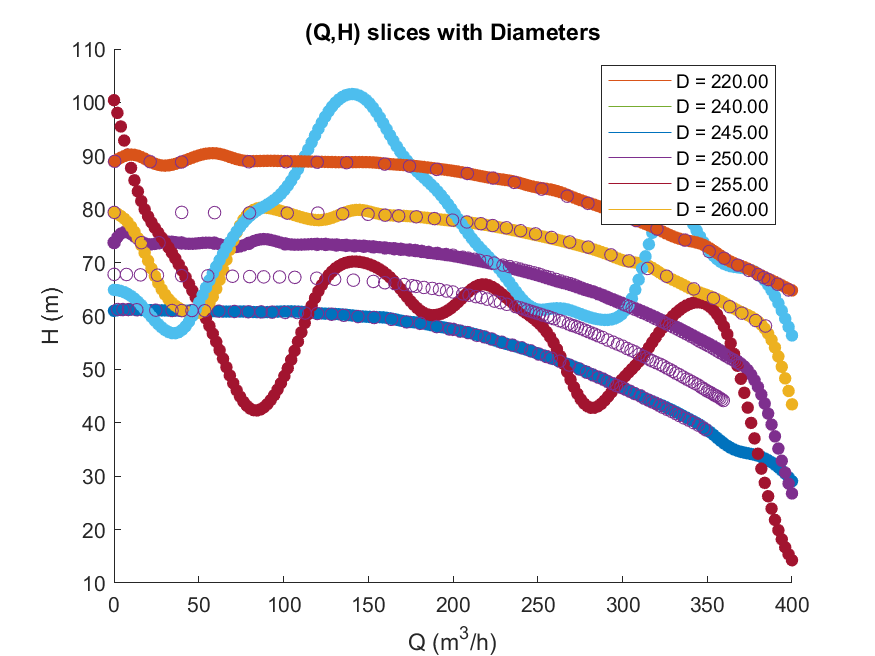 (Q,H) slices with Diameters
110
100
90
80
70
60
50
40
30
20
10
H (m)
D = 220.00
D = 240.00
D = 245.00
D = 250.00
D = 255.00
D = 260.00
0 50 100 150 200 250 300 350 400
Q (m³/h)